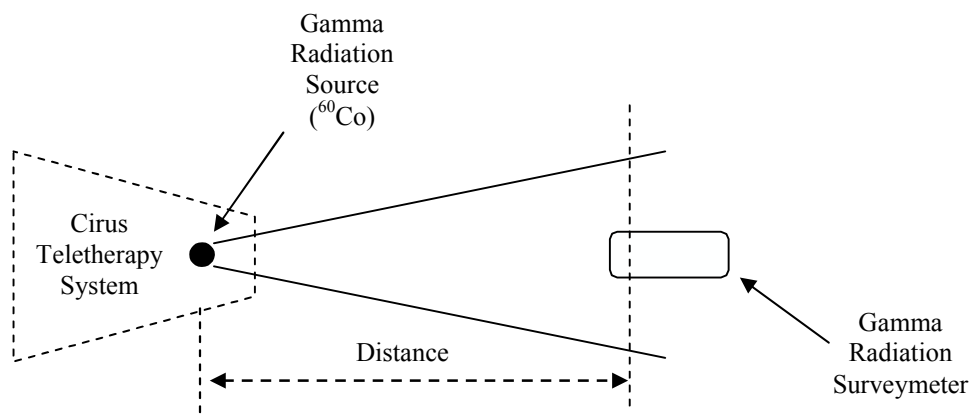 Gamma
Radiation
Source
(⁶⁰Co)
Cirus
Teletherapy
System
Distance
Gamma
Radiation
Surveymeter